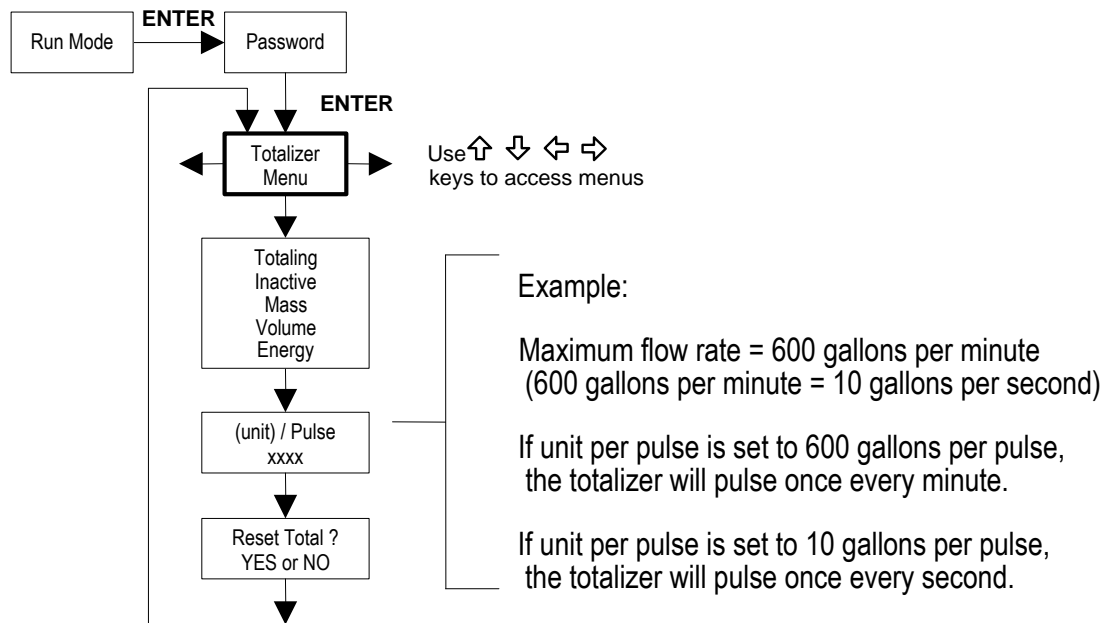 ENTER
Run Mode
Password
ENTER
Totalizer
Menu
Use ⇧ ⇩ ⇦ ⇨
keys to access menus
Totaling
Inactive
Mass
Volume
Energy
(unit) / Pulse
xxxx
Reset Total ?
YES or NO
Example:
Maximum flow rate = 600 gallons per minute
(600 gallons per minute = 10 gallons per second)
If unit per pulse is set to 600 gallons per pulse,
the totalizer will pulse once every minute.
If unit per pulse is set to 10 gallons per pulse,
the totalizer will pulse once every second.